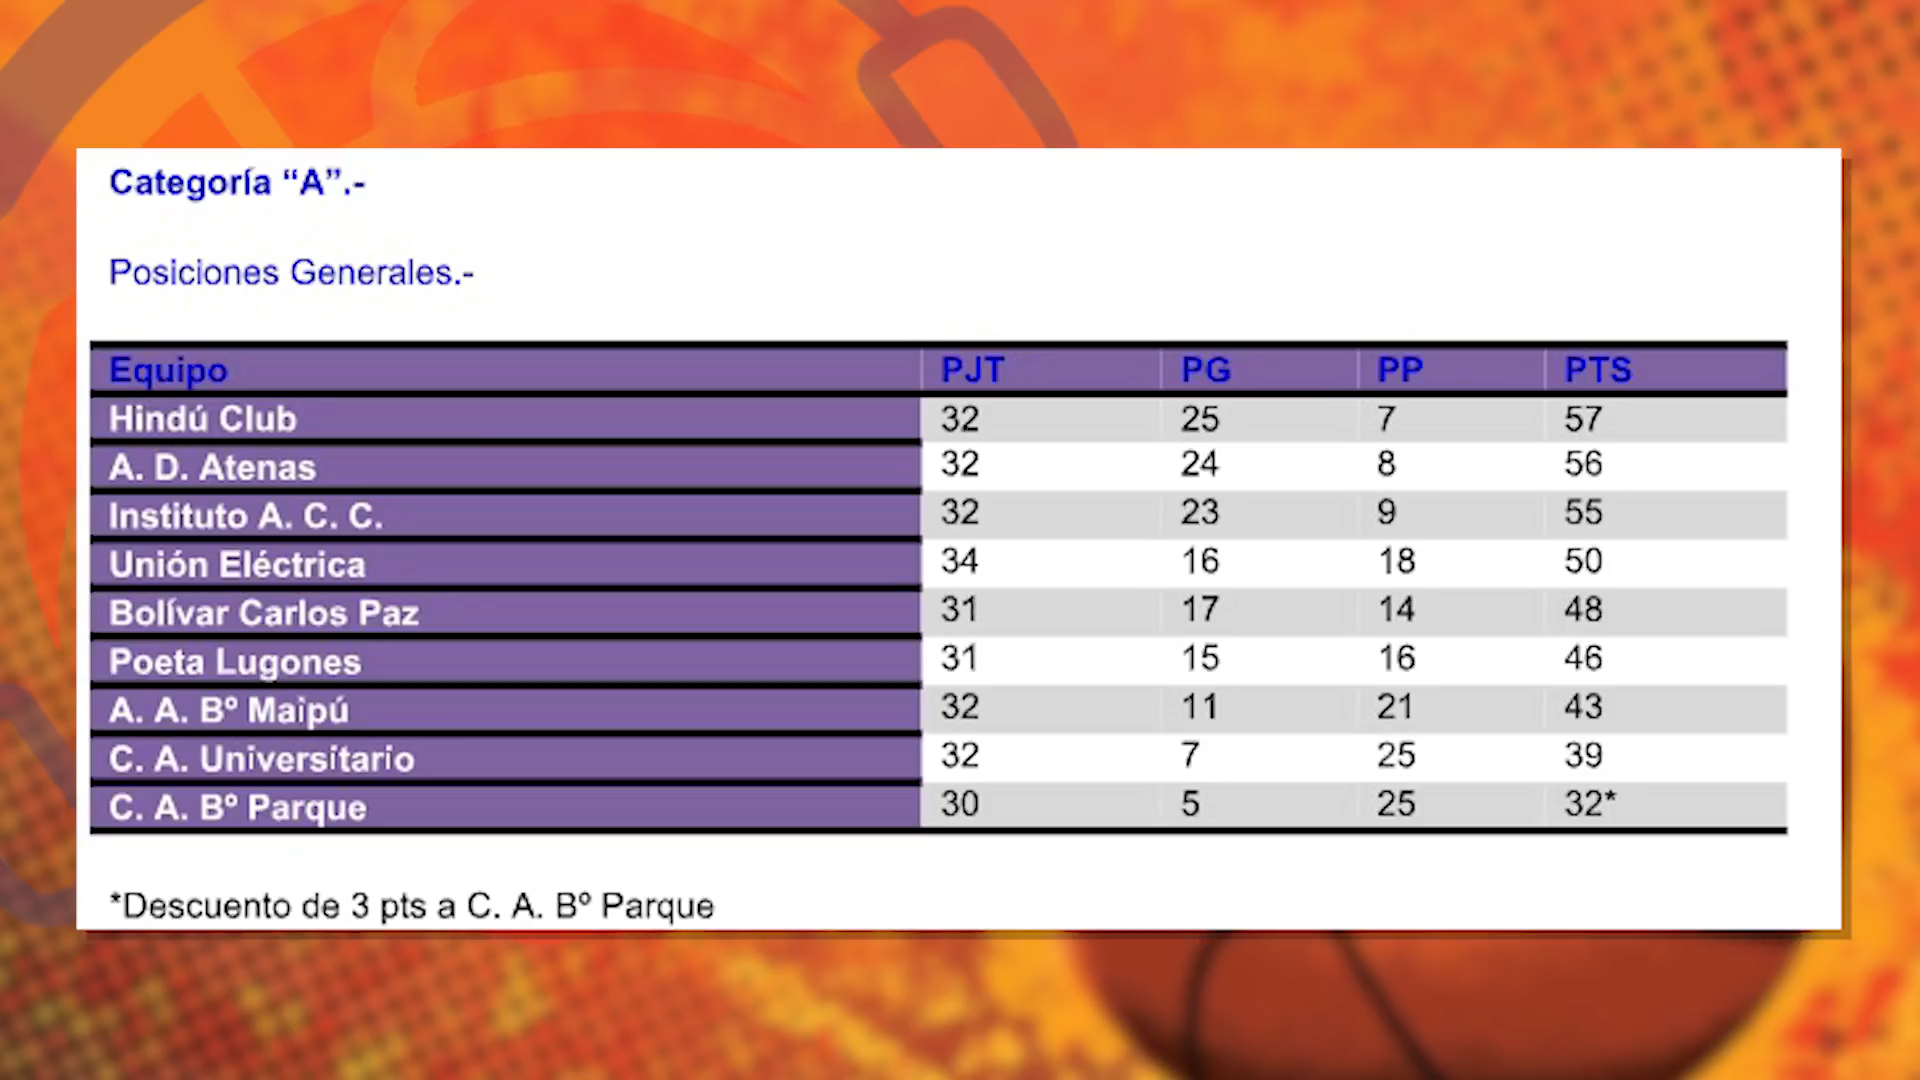 Categoría “A”.-
Posiciones Generales.-
Equipo PJT PG PP PTS
Hindú Club 32 25 7 57
A. D. Atenas 32 24 8 56
Instituto A. C. C. 32 23 9 55
Unión Eléctrica 34 16 18 50
Bolívar Carlos Paz 31 17 14 48
Poeta Lugones 31 15 16 46
A. A. Bº Maipú 32 11 21 43
C. A. Universitario 32 7 25 39
C. A. Bº Parque 30 5 25 32*
*Descuento de 3 pts a C. A. Bº Parque